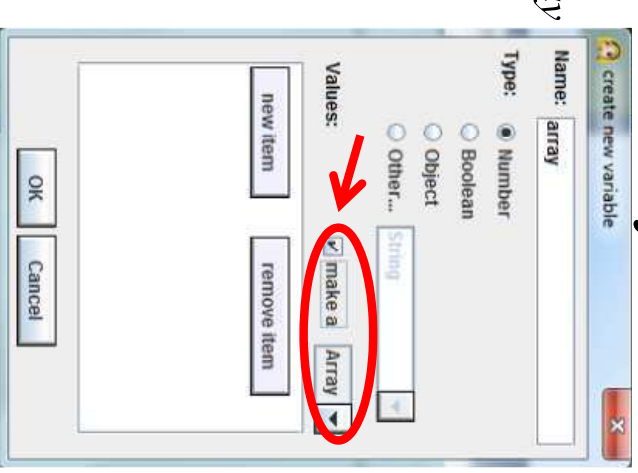 create new variable
Name: array
Type: Number
Boolean
Object
Other... String
Values: make a Array
new item remove item
OK Cancel